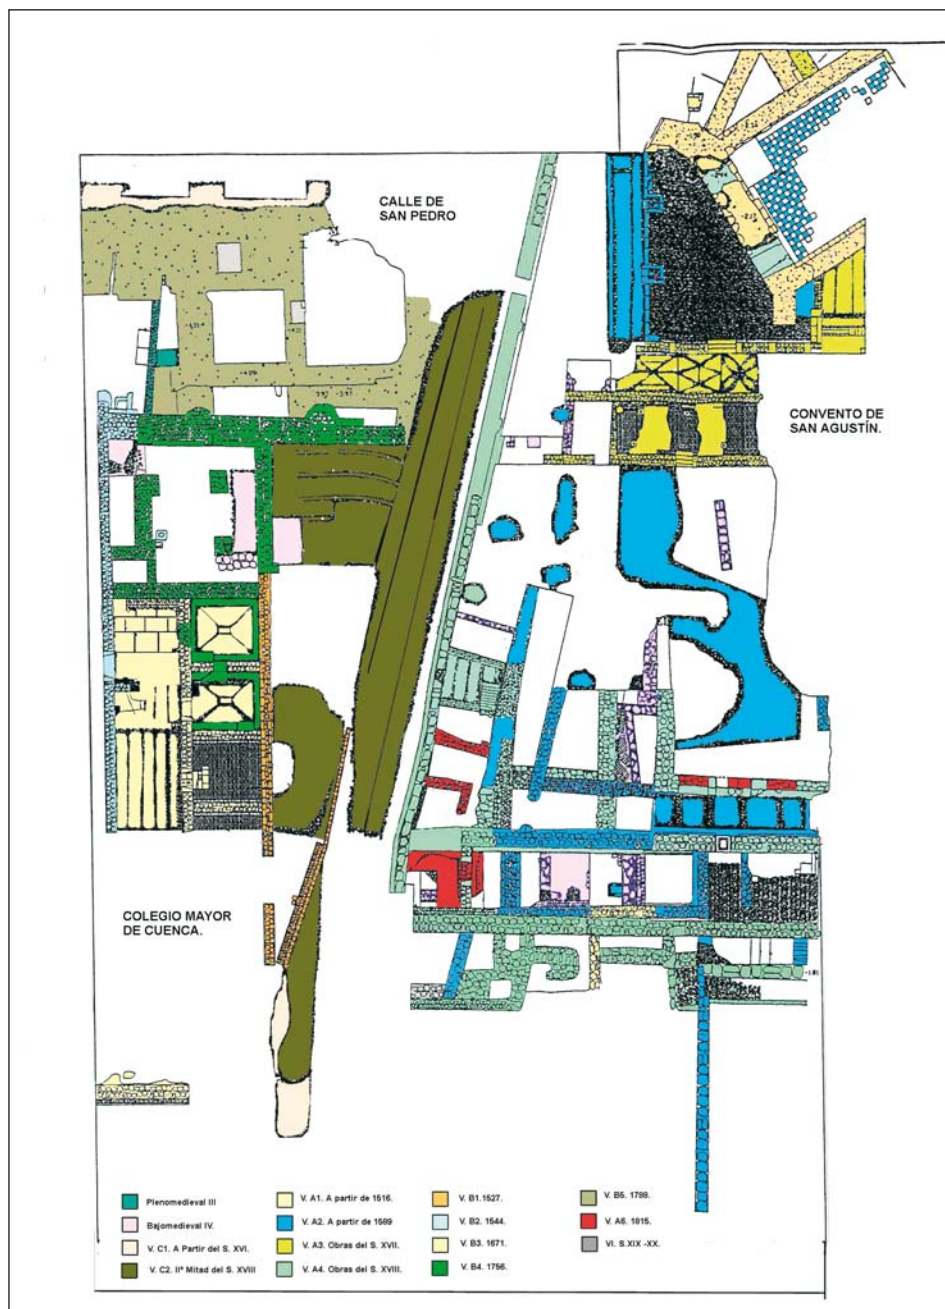 CALLE DE
SAN PEDRO
CONVENTO DE
SAN AGUSTÍN.
COLEGIO MAYOR
DE CUENCA.
Plenomedieval III
Bajomedieval IV.
V. C1. A Partir del S. XVI.
V. C2. IIª Mitad del S. XVIII
V. A1. A partir de 1516.
V. A2. A partir de 1589
V. A3. Obras del S. XVII.
V. A4. Obras del S. XVIII.
V. B1.1527.
V. B2. 1544.
V. B3. 1671.
V. B4. 1756.
V. B5. 1788.
V. A6. 1815.
VI. S.XIX -XX.